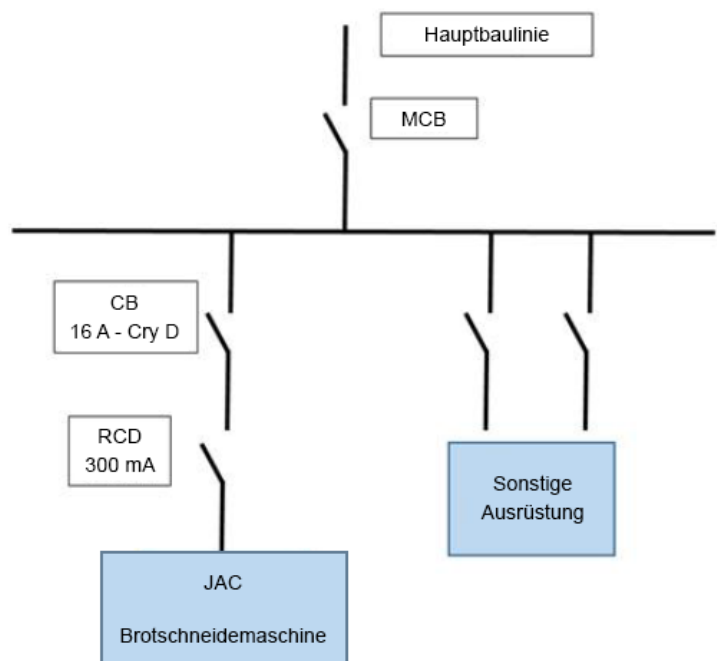 Hauptbaulinie
MCB
CB
16 A - Cry D
RCD
300 mA
Sonstige
Ausrüstung
JAC
Brotschneidemaschine